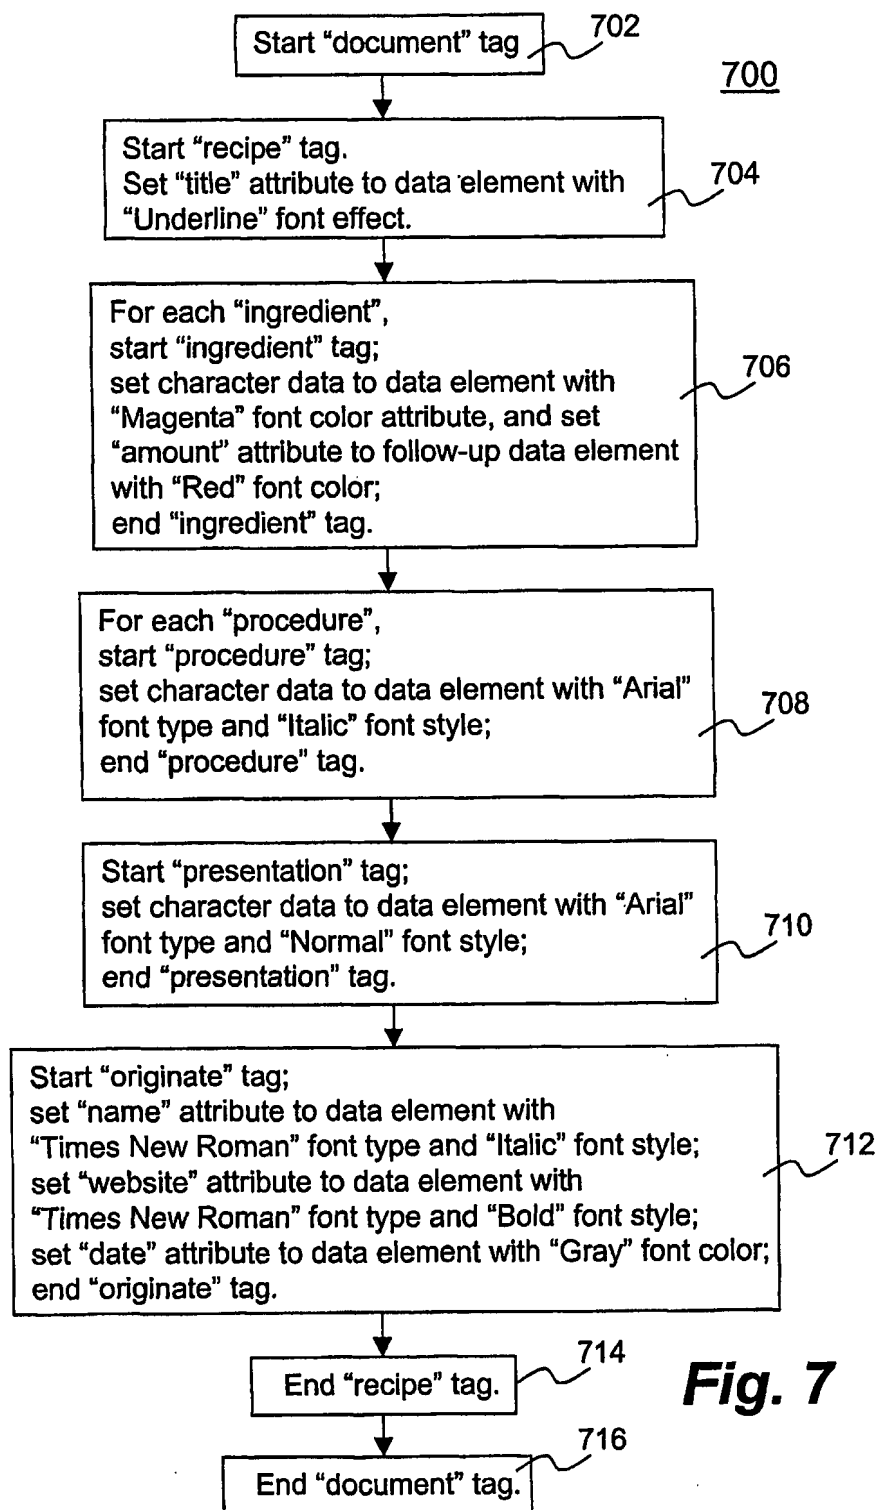 Start “document” tag
702
700
Start “recipe” tag.
Set “title” attribute to data element with
“Underline” font effect.
704
For each “ingredient”,
start “ingredient” tag;
set character data to data element with
“Magenta” font color attribute, and set
“amount” attribute to follow-up data element
with “Red” font color;
end “ingredient” tag.
706
For each “procedure”,
start “procedure” tag;
set character data to data element with “Arial”
font type and “Italic” font style;
end “procedure” tag.
708
Start “presentation” tag;
set character data to data element with “Arial”
font type and “Normal” font style;
end “presentation” tag.
710
Start “originate” tag;
set “name” attribute to data element with
“Times New Roman” font type and “Italic” font style;
set “website” attribute to data element with
“Times New Roman” font type and “Bold” font style;
set “date” attribute to data element with “Gray” font color;
end “originate” tag.
712
End “recipe” tag.
714
Fig. 7
End “document” tag.
716